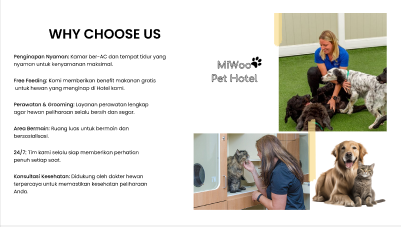 WHY CHOOSE US
Penginapan Nyaman: Kamar ber-AC dan tempat tidur yang
nyaman untuk kenyamanan maksimal.
Free Feeding: Kami memberikan benefit makanan gratis
untuk hewan yang menginap di Hotel kami.
Perawatan & Grooming: Layanan perawatan lengkap
agar hewan peliharaan selalu bersih dan segar.
Area Bermain: Ruang luas untuk bermain dan
bersosialisasi.
24/7: Tim kami selalu siap memberikan perhatian
penuh setiap saat.
Konsultasi Kesehatan: Didukung oleh dokter hewan
terpercaya untuk memastikan kesehatan peliharaan
Anda.
MiWoo
Pet Hotel